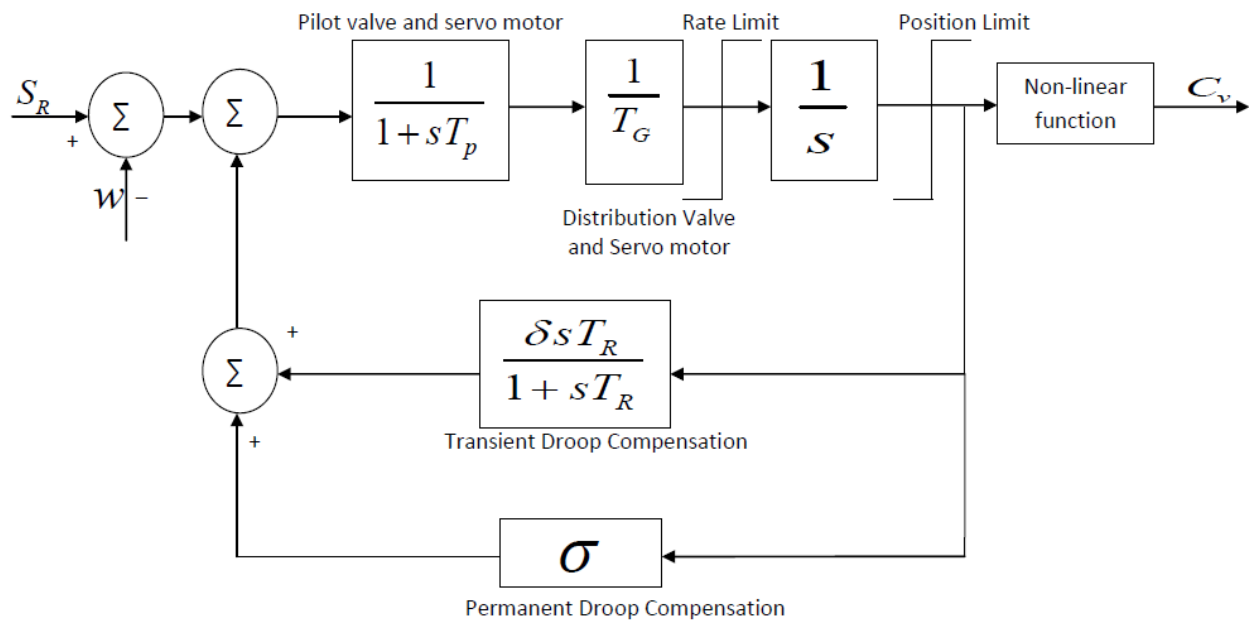 Pilot valve and servo motor
Rate Limit
Position Limit
S_R
+
Σ
Σ
w
−
1
1 + sT_p
1
T_G
1
s
Non-linear
function
C_v
Distribution Valve
and Servo motor
+
Σ
+
δsT_R
1 + sT_R
Transient Droop Compensation
σ
Permanent Droop Compensation